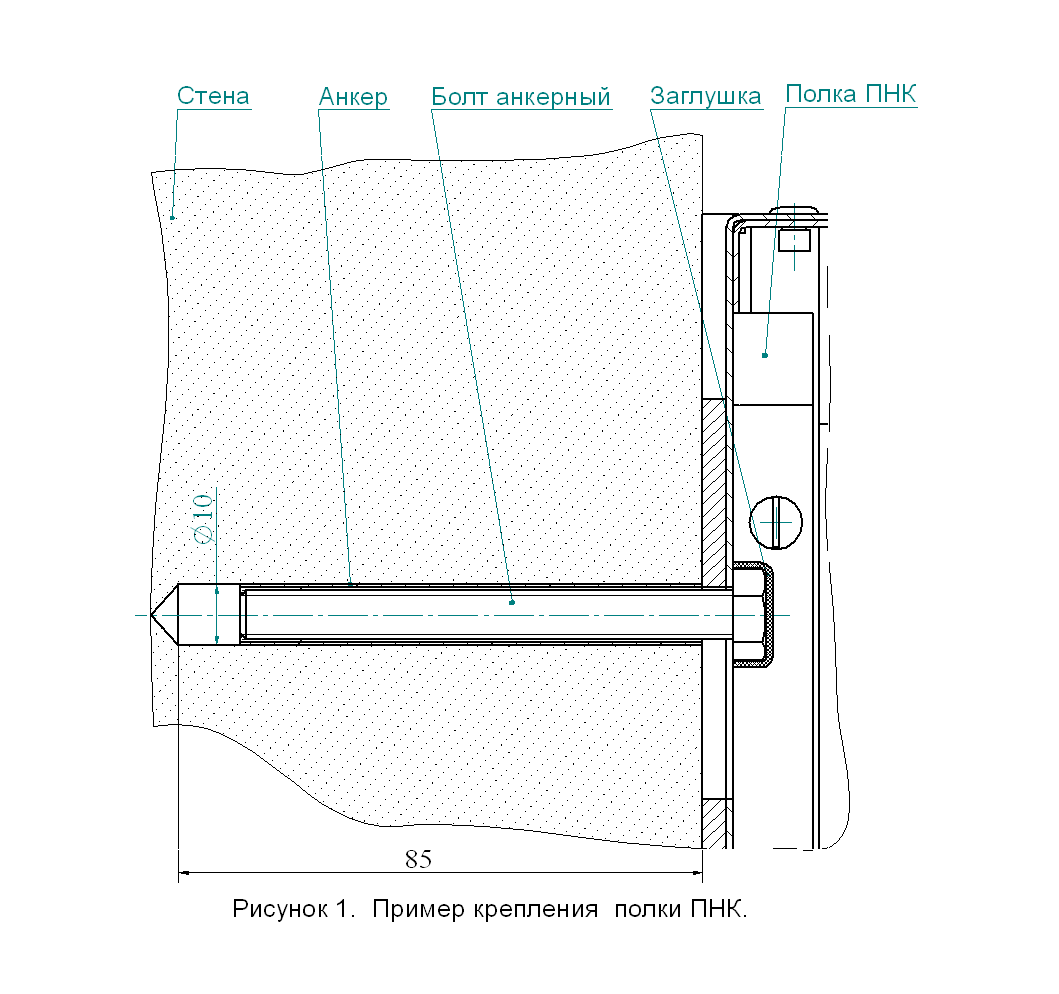 Стена
Анкер
Болт анкерный
Заглушка
Полка ПНК
∅10
85
Рисунок 1. Пример крепления полки ПНК.